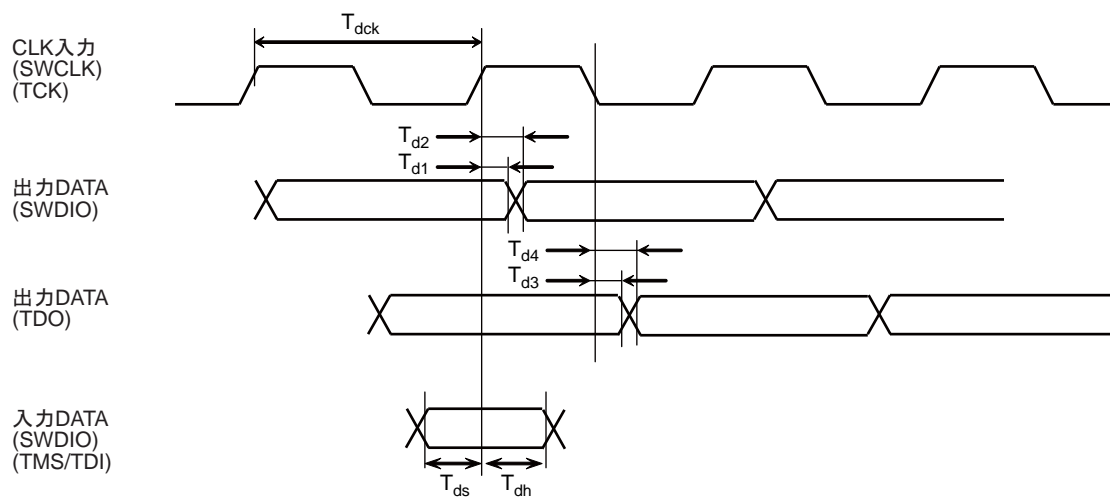 Tdck
CLK入力
(SWCLK)
(TCK)
Td2
Td1
出力DATA
(SWDIO)
Td4
Td3
出力DATA
(TDO)
入力DATA
(SWDIO)
(TMS/TDI)
Tds
Tdh